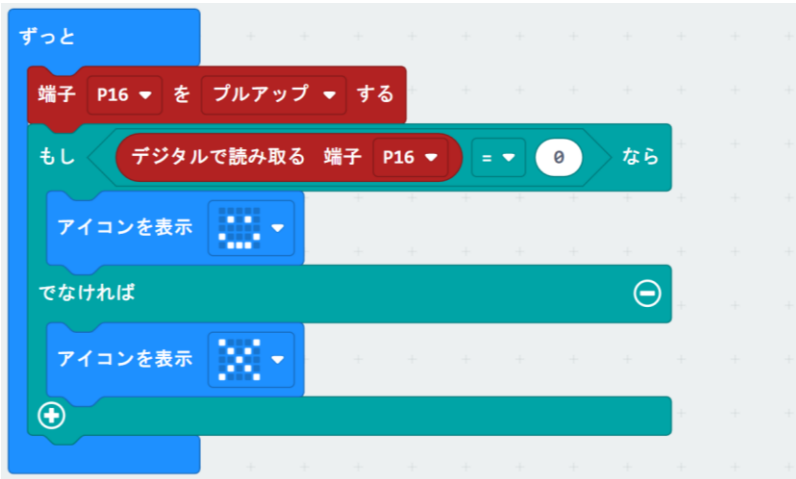 ずっと
端子 P16 を プルアップ する
もし デジタルで読み取る 端子 P16 = 0 なら
アイコンを表示
でなければ
アイコンを表示